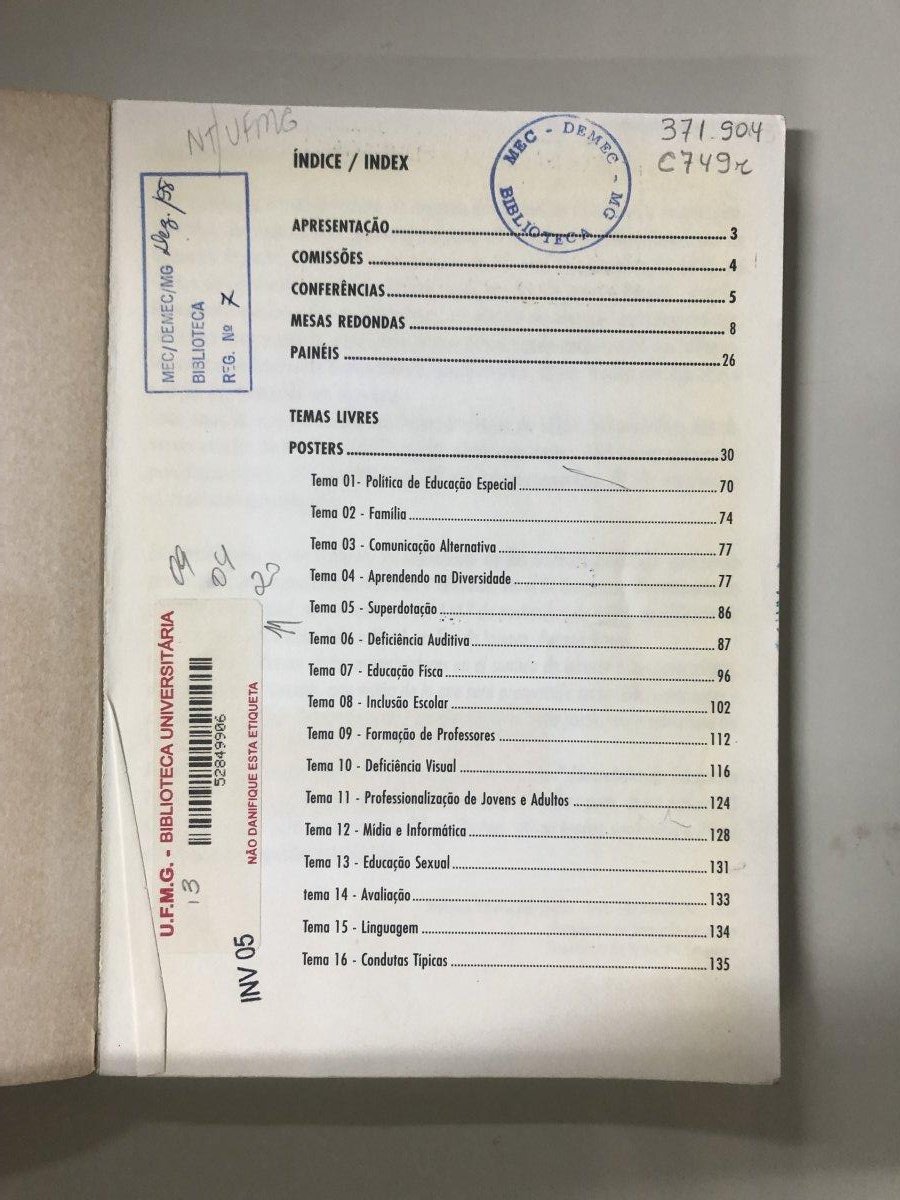 NT/UFMG
371.904
C749r
MEC - DEMEC - MG
BIBLIOTECA
MEC/DEMEC/MG Dez./98
BIBLIOTECA
REG. Nº 7
ÍNDICE / INDEX
APRESENTAÇÃO 3
COMISSÕES 4
CONFERÊNCIAS 5
MESAS REDONDAS 8
PAINÉIS 26
TEMAS LIVRES
POSTERS 30
Tema 01- Política de Educação Especial 70
Tema 02 - Família 74
Tema 03 - Comunicação Alternativa 77
Tema 04 - Aprendendo na Diversidade 77
Tema 05 - Superdotação 86
Tema 06 - Deficiência Auditiva 87
Tema 07 - Educação Físca 96
Tema 08 - Inclusão Escolar 102
Tema 09 - Formação de Professores 112
Tema 10 - Deficiência Visual 116
Tema 11 - Professionalização de Jovens e Adultos 124
Tema 12 - Mídia e Informática 128
Tema 13 - Educação Sexual 131
tema 14 - Avaliação 133
Tema 15 - Linguagem 134
Tema 16 - Condutas Típicas 135
09
04
20
U.F.M.G. - BIBLIOTECA UNIVERSITÁRIA
52849906
NÃO DANIFIQUE ESTA ETIQUETA
13
INV 05